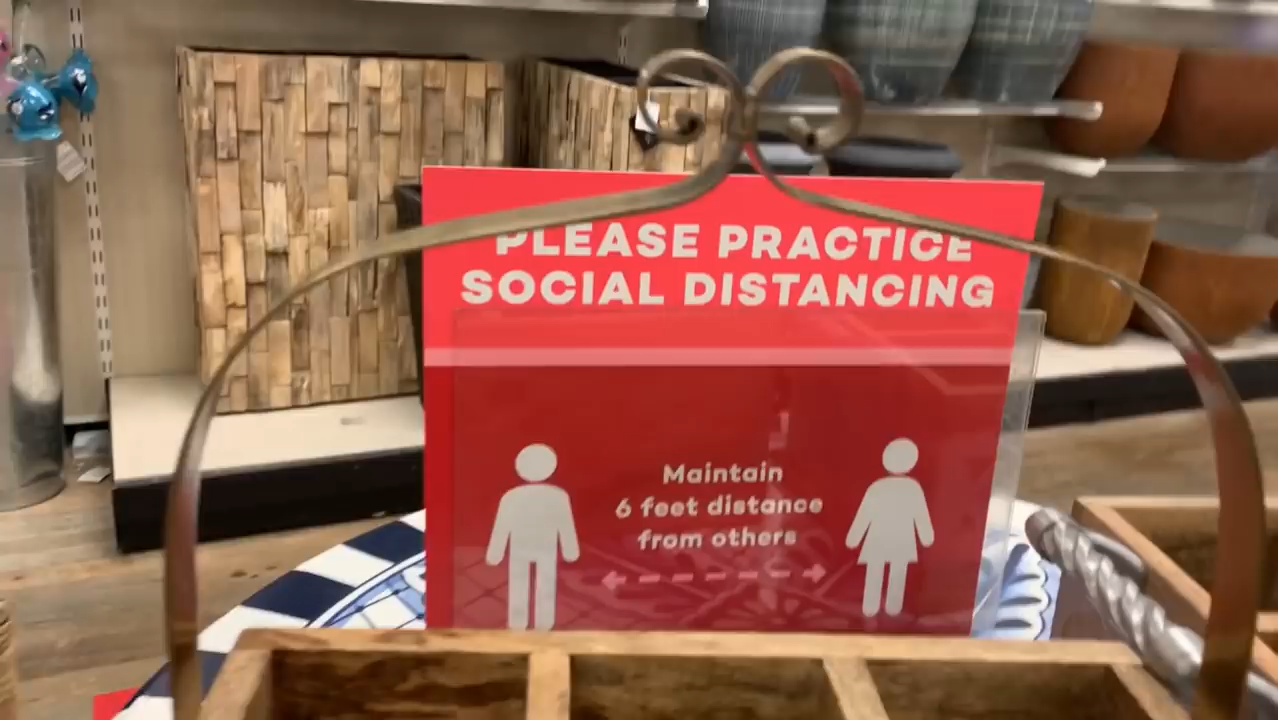 PLEASE PRACTICE
SOCIAL DISTANCING
Maintain
6 feet distance
from others